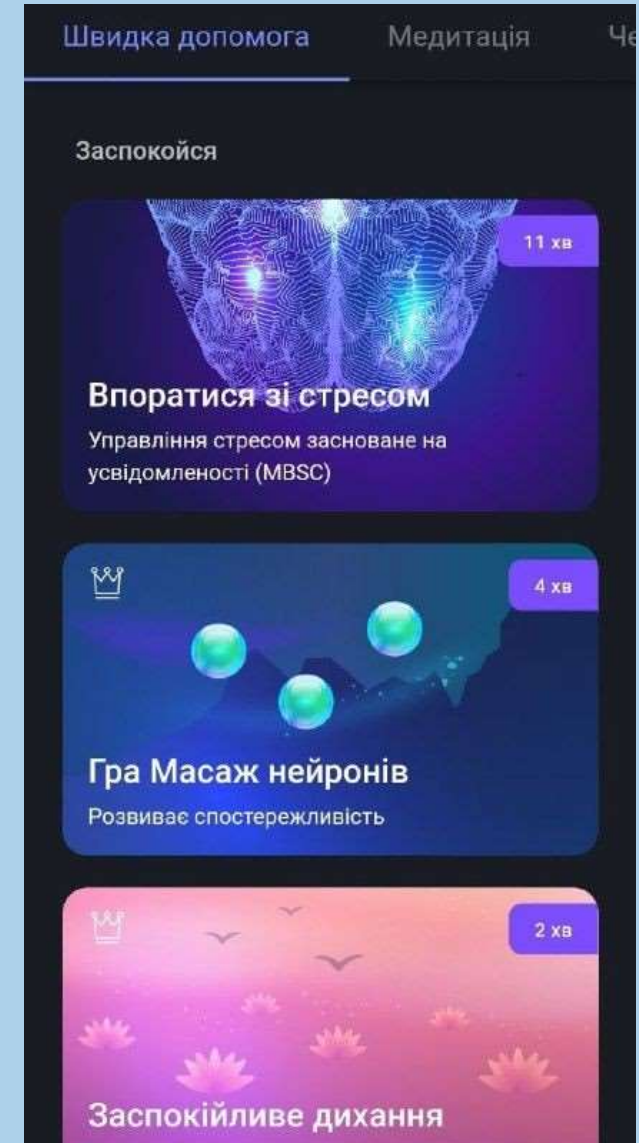 Швидка допомога Медитація
Заспокойся
11 хв
Впоратися зі стресом
Управління стресом засноване на
усвідомленості (MBSC)
4 хв
Гра Масаж нейронів
Розвиває спостережливість
2 хв
Заспокійливе дихання